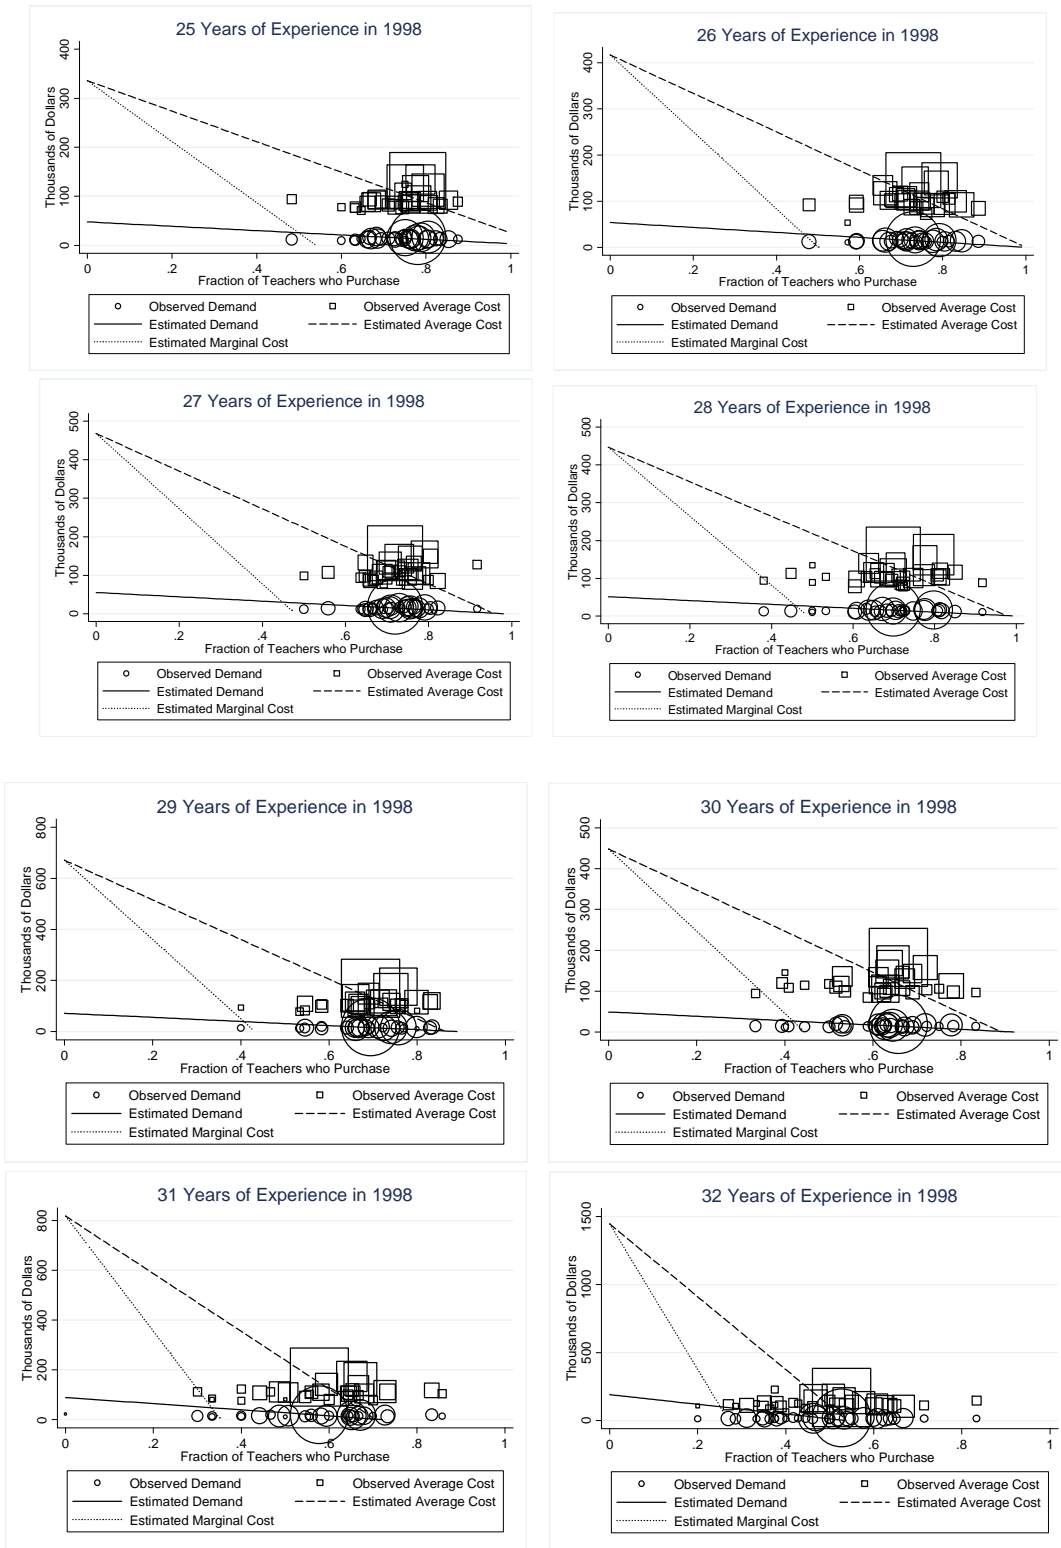 25 Years of Experience in 1998
Thousands of Dollars
400
300
200
100
0
0 .2 .4 .6 .8 1
Fraction of Teachers who Purchase
Observed Demand Observed Average Cost
Estimated Demand Estimated Average Cost
Estimated Marginal Cost
26 Years of Experience in 1998
Thousands of Dollars
400
300
200
100
0
0 .2 .4 .6 .8 1
Fraction of Teachers who Purchase
Observed Demand Observed Average Cost
Estimated Demand Estimated Average Cost
Estimated Marginal Cost
27 Years of Experience in 1998
Thousands of Dollars
500
400
300
200
100
0
0 .2 .4 .6 .8 1
Fraction of Teachers who Purchase
Observed Demand Observed Average Cost
Estimated Demand Estimated Average Cost
Estimated Marginal Cost
28 Years of Experience in 1998
Thousands of Dollars
500
400
300
200
100
0
0 .2 .4 .6 .8 1
Fraction of Teachers who Purchase
Observed Demand Observed Average Cost
Estimated Demand Estimated Average Cost
Estimated Marginal Cost
29 Years of Experience in 1998
Thousands of Dollars
800
600
400
200
0
0 .2 .4 .6 .8 1
Fraction of Teachers who Purchase
Observed Demand Observed Average Cost
Estimated Demand Estimated Average Cost
Estimated Marginal Cost
30 Years of Experience in 1998
Thousands of Dollars
500
400
300
200
100
0
0 .2 .4 .6 .8 1
Fraction of Teachers who Purchase
Observed Demand Observed Average Cost
Estimated Demand Estimated Average Cost
Estimated Marginal Cost
31 Years of Experience in 1998
Thousands of Dollars
800
600
400
200
0
0 .2 .4 .6 .8 1
Fraction of Teachers who Purchase
Observed Demand Observed Average Cost
Estimated Demand Estimated Average Cost
Estimated Marginal Cost
32 Years of Experience in 1998
Thousands of Dollars
1500
1000
500
0
0 .2 .4 .6 .8 1
Fraction of Teachers who Purchase
Observed Demand Observed Average Cost
Estimated Demand Estimated Average Cost
Estimated Marginal Cost